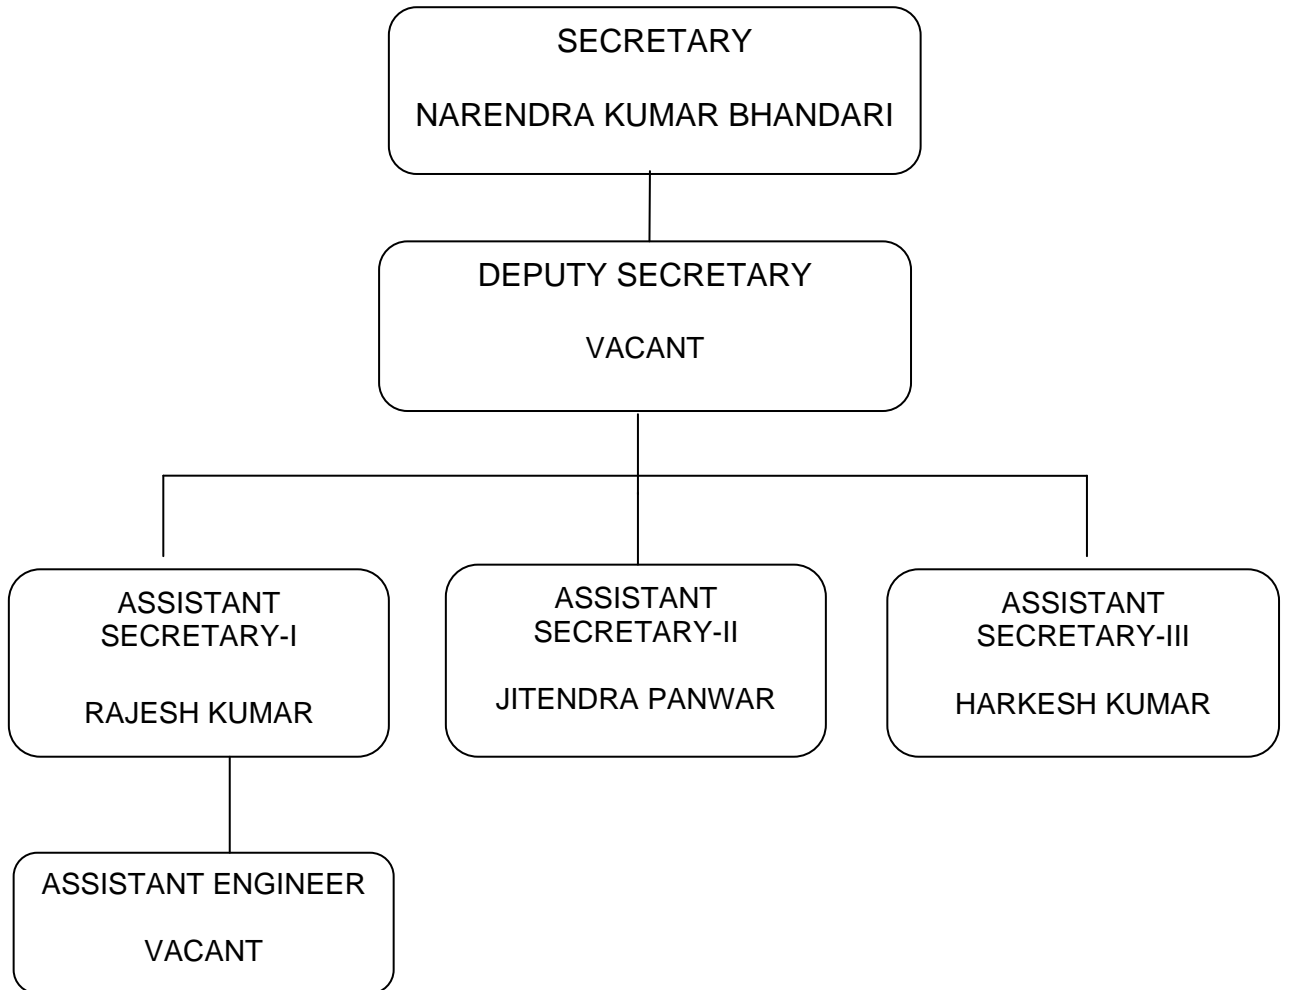 SECRETARY
NARENDRA KUMAR BHANDARI
DEPUTY SECRETARY
VACANT
ASSISTANT
SECRETARY-I
RAJESH KUMAR
ASSISTANT
SECRETARY-II
JITENDRA PANWAR
ASSISTANT
SECRETARY-III
HARKESH KUMAR
ASSISTANT ENGINEER
VACANT